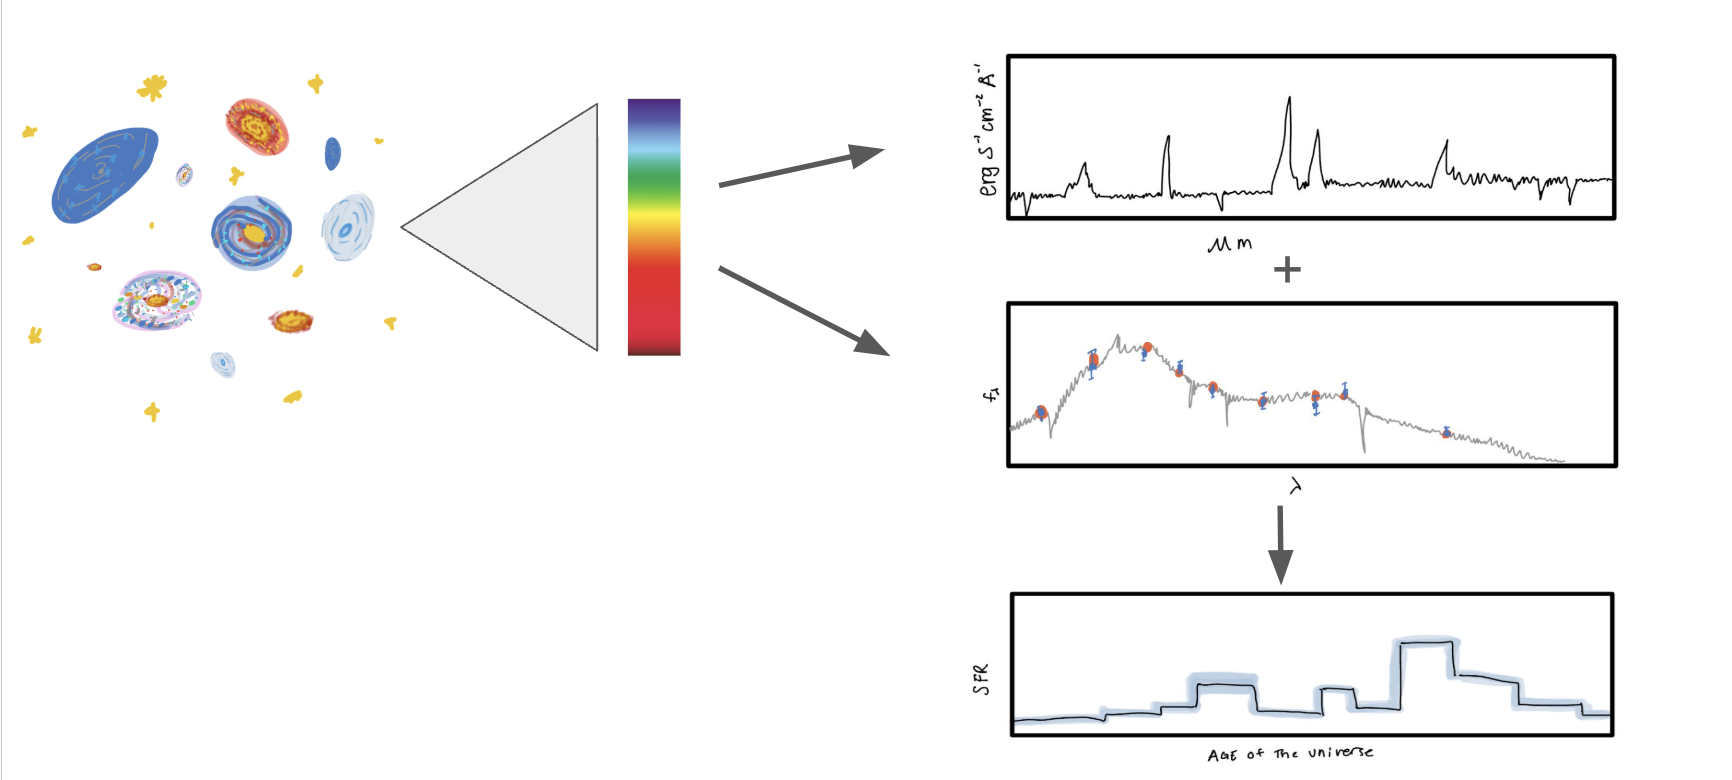 erg s⁻¹ cm⁻² Å⁻¹
μm
+
fλ
λ
SFR
AGE of The universe